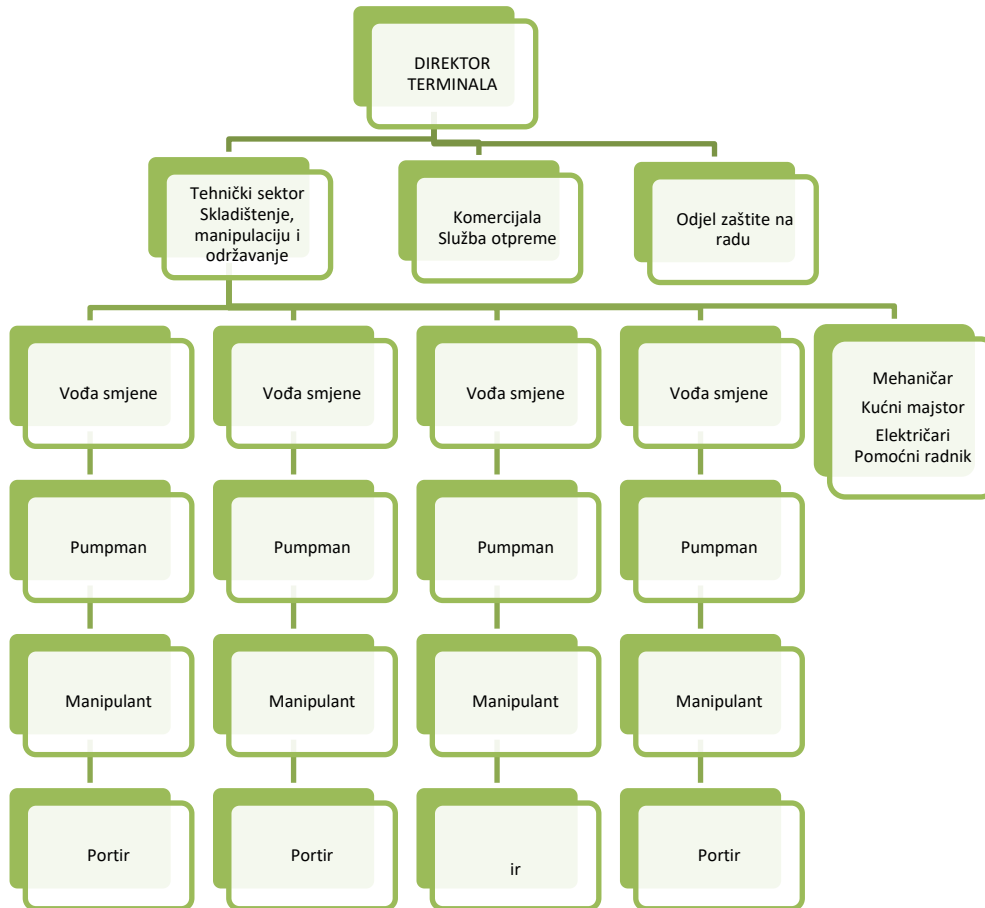 DIREKTOR
TERMINALA
Tehnički sektor
Skladištenje,
manipulaciju i
održavanje
Komercijala
Služba otpreme
Odjel zaštite na
radu
Vođa smjene
Vođa smjene
Vođa smjene
Vođa smjene
Mehaničar
Kućni majstor
Električari
Pomoćni radnik
Pumpman
Pumpman
Pumpman
Pumpman
Manipulant
Manipulant
Manipulant
Manipulant
Portir
Portir
ir
Portir